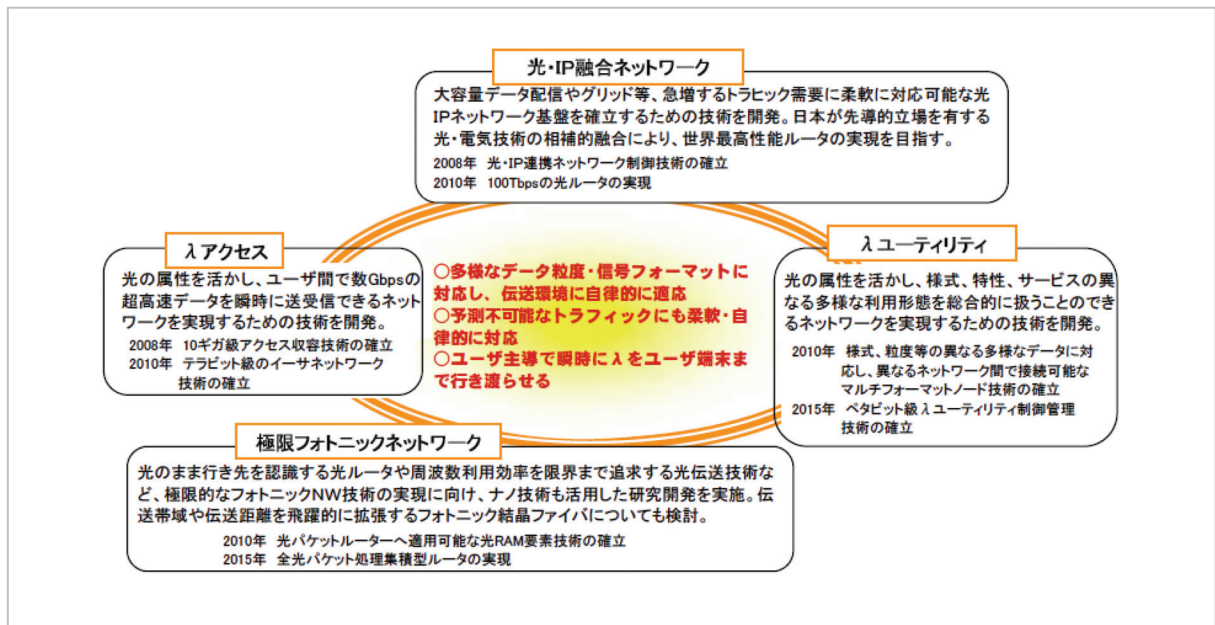 光・IP融合ネットワーク
大容量データ配信やグリッド等、急増するトラヒック需要に柔軟に対応可能な光
IPネットワーク基盤を確立するための技術を開発。日本が先導的立場を有する
光・電気技術の相補的融合により、世界最高性能ルータの実現を目指す。
2008年 光・IP連携ネットワーク制御技術の確立
2010年 100Tbpsの光ルータの実現
λアクセス
光の属性を活かし、ユーザ間で数Gbpsの
超高速データを瞬時に送受信できるネット
ワークを実現するための技術を開発。
2008年 10ギガ級アクセス収容技術の確立
2010年 テラビット級のイーサネットワーク
技術の確立
○多様なデータ粒度・信号フォーマットに
対応し、伝送環境に自律的に適応
○予測不可能なトラフィックにも柔軟・自
律的に対応
○ユーザ主導で瞬時にλをユーザ端末ま
で行き渡らせる
λユーティリティ
光の属性を活かし、様式、特性、サービスの異
なる多様な利用形態を総合的に扱うことのでき
るネットワークを実現するための技術を開発。
2010年 様式、粒度等の異なる多様なデータに対
応し、異なるネットワーク間で接続可能な
マルチフォーマットノード技術の確立
2015年 ペタビット級λユーティリティ制御管理
技術の確立
極限フォトニックネットワーク
光のまま行き先を認識する光ルータや周波数利用効率を限界まで追求する光伝送技術な
ど、極限的なフォトニックNW技術の実現に向け、ナノ技術も活用した研究開発を実施。伝
送帯域や伝送距離を飛躍的に拡張するフォトニック結晶ファイバについても検討。
2010年 光パケットルーターへ適用可能な光RAM要素技術の確立
2015年 全光パケット処理集積型ルータの実現